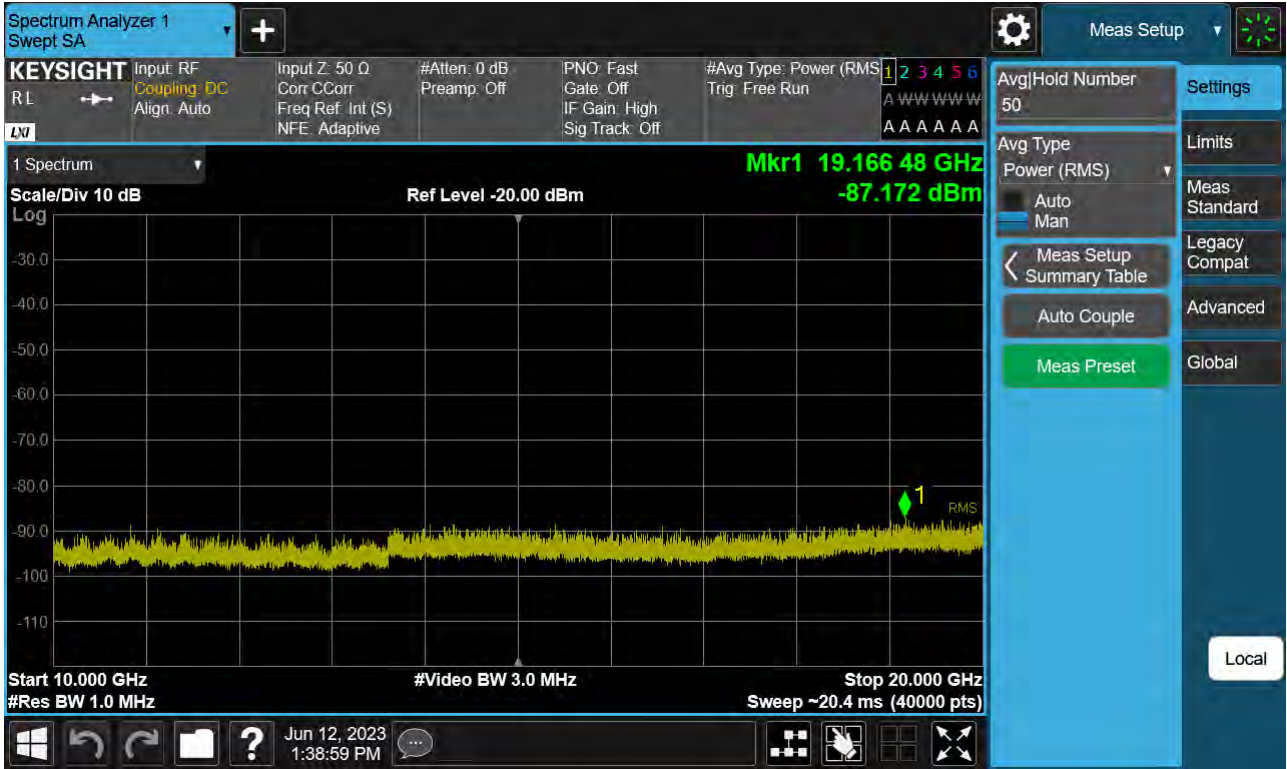 Spectrum Analyzer 1
Swept SA
Meas Setup
KEYSIGHT
RL
LXI
Input: RF
Coupling: DC
Align: Auto
Input Z: 50 Ω
Corr CCorr
Freq Ref: Int (S)
NFE: Adaptive
#Atten: 0 dB
Preamp: Off
PNO: Fast
Gate: Off
IF Gain: High
Sig Track: Off
#Avg Type: Power (RMS
Trig: Free Run
1 2 3 4 5 6
A W W W W W
A A A A A A
1 Spectrum
Scale/Div 10 dB
Ref Level -20.00 dBm
Mkr1 19.166 48 GHz
-87.172 dBm
Log
-30.0
-40.0
-50.0
-60.0
-70.0
-80.0
-90.0
-100
-110
1
RMS
Start 10.000 GHz
#Video BW 3.0 MHz
Stop 20.000 GHz
#Res BW 1.0 MHz
Sweep ~20.4 ms (40000 pts)
?
Jun 12, 2023
1:38:59 PM
Avg|Hold Number
50
Avg Type
Power (RMS)
Auto
Man
Meas Setup
Summary Table
Auto Couple
Meas Preset
Settings
Limits
Meas
Standard
Legacy
Compat
Advanced
Global
Local